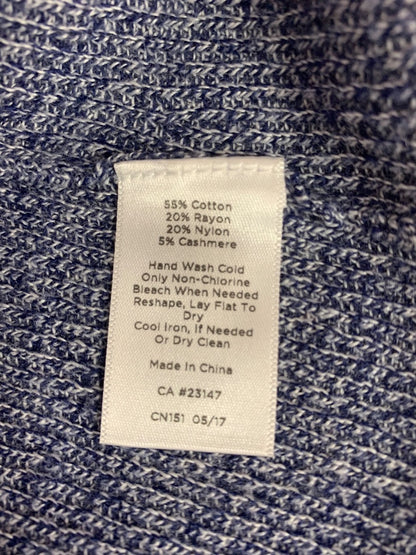 55% Cotton
20% Rayon
20% Nylon
5% Cashmere
Hand Wash Cold
Only Non-Chlorine
Bleach When Needed
Reshape, Lay Flat To
Dry
Cool Iron, If Needed
Or Dry Clean
Made In China
CA #23147
CN151 05/17